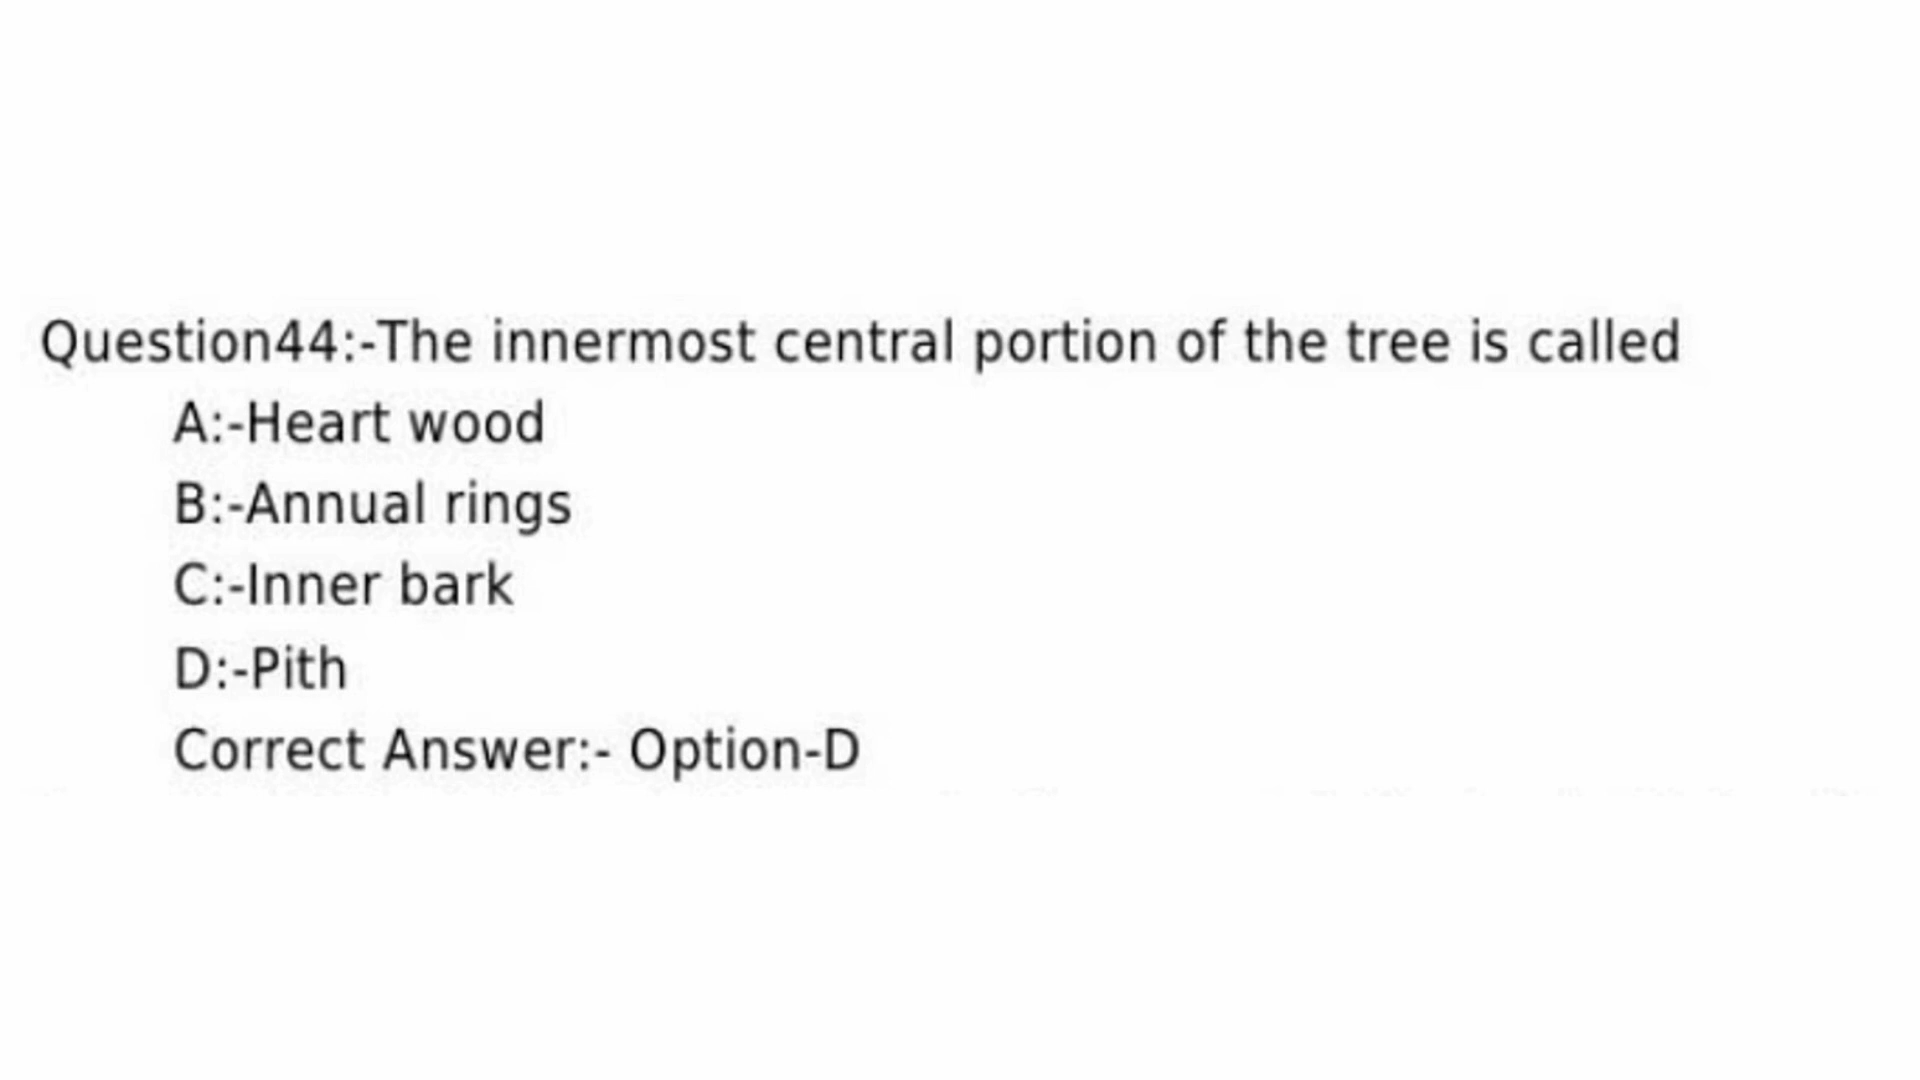 Question44:-The innermost central portion of the tree is called
A:-Heart wood
B:-Annual rings
C:-Inner bark
D:-Pith
Correct Answer:- Option-D